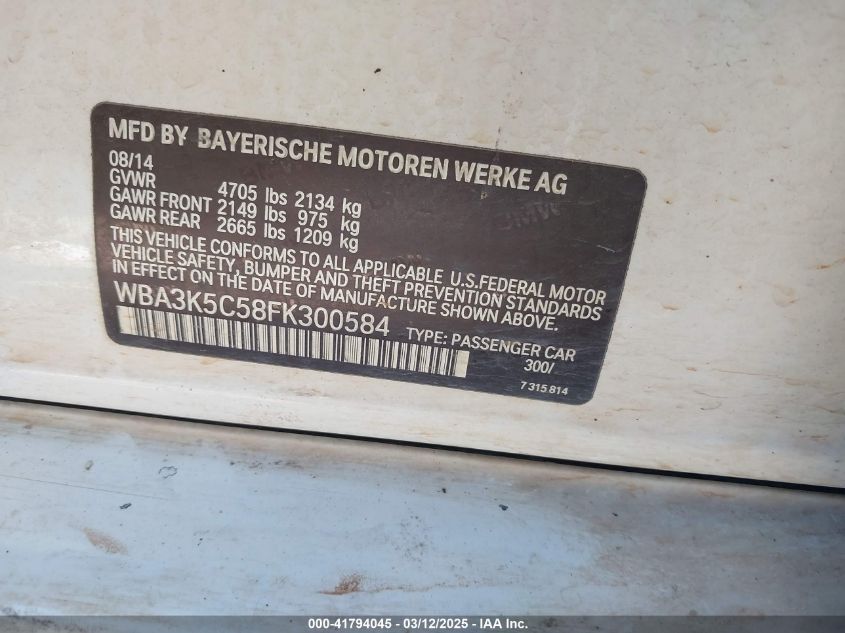 MFD BY BAYERISCHE MOTOREN WERKE AG
08/14
GVWR 4705 lbs 2134 kg
GAWR FRONT 2149 lbs 975 kg
GAWR REAR 2665 lbs 1209 kg
THIS VEHICLE CONFORMS TO ALL APPLICABLE U.S.FEDERAL MOTOR
VEHICLE SAFETY, BUMPER AND THEFT PREVENTION STANDARDS
IN EFFECT ON THE DATE OF MANUFACTURE SHOWN ABOVE.
WBA3K5C58FK300584
TYPE: PASSENGER CAR
300/
7 315 814
000-41794045 - 03/12/2025 - IAA Inc.